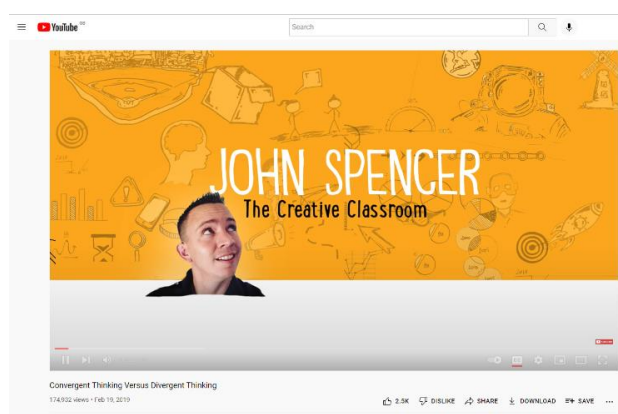 YouTube
Search
JOHN SPENCER
The Creative Classroom
Convergent Thinking Versus Divergent Thinking
174,932 views • Feb 19, 2019
2.5K DISLIKE SHARE DOWNLOAD SAVE ...